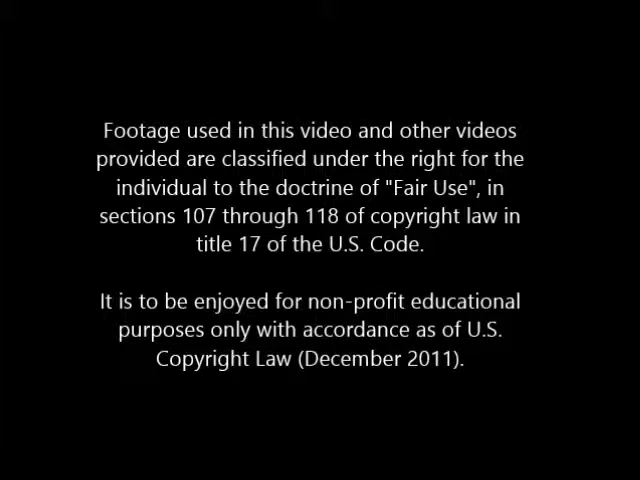 Footage used in this video and other videos
provided are classified under the right for the
individual to the doctrine of "Fair Use", in
sections 107 through 118 of copyright law in
title 17 of the U.S. Code.
It is to be enjoyed for non-profit educational
purposes only with accordance as of U.S.
Copyright Law (December 2011).